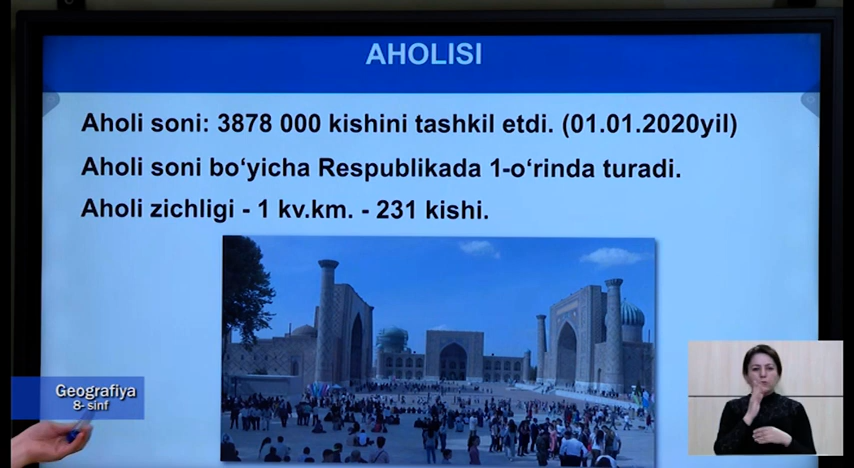 AHOLISI
Aholi soni: 3878 000 kishini tashkil etdi. (01.01.2020yil)
Aholi soni bo‘yicha Respublikada 1-o‘rinda turadi.
Aholi zichligi - 1 kv.km. - 231 kishi.
Geografiya
8- sinf